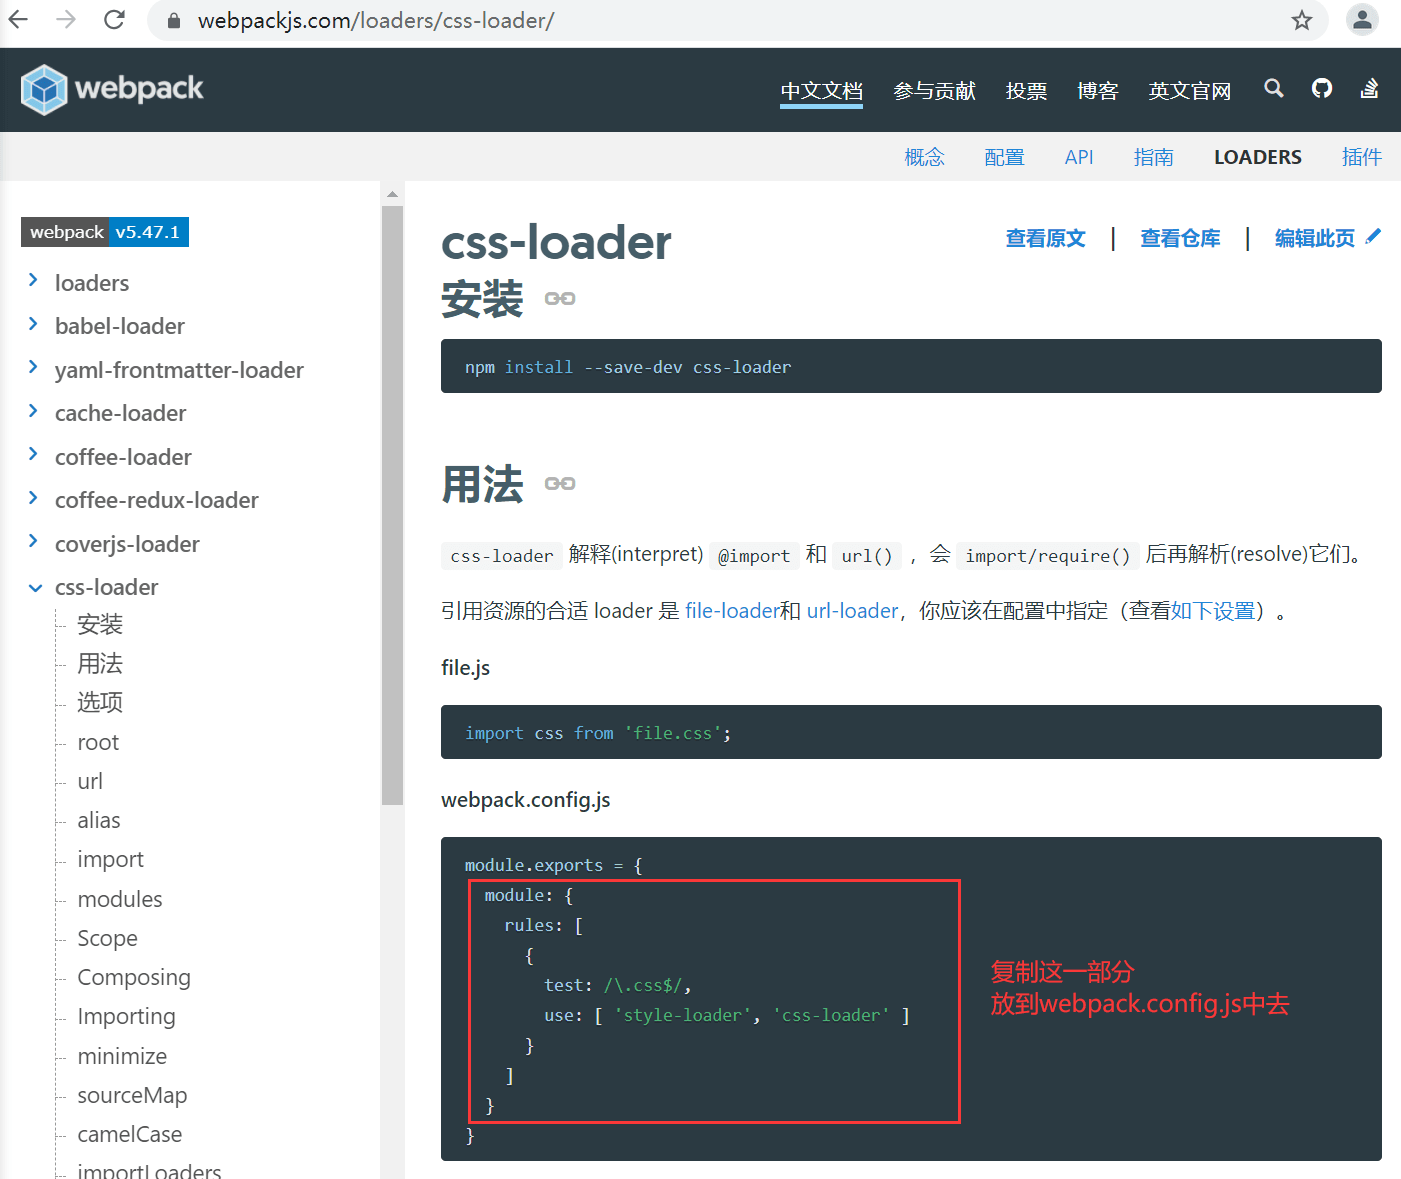 webpackjs.com/loaders/css-loader/
webpack
中文文档 参与贡献 投票 博客 英文官网
概念 配置 API 指南 LOADERS 插件
webpack v5.47.1
loaders
babel-loader
yaml-frontmatter-loader
cache-loader
coffee-loader
coffee-redux-loader
coverjs-loader
css-loader
安装
用法
选项
root
url
alias
import
modules
Scope
Composing
Importing
minimize
sourceMap
camelCase
importLoaders
css-loader
查看原文 | 查看仓库 | 编辑此页
安装
npm install --save-dev css-loader
用法
css-loader 解释(interpret) @import 和 url() ，会 import/require() 后再解析(resolve)它们。
引用资源的合适 loader 是 file-loader和 url-loader，你应该在配置中指定（查看如下设置）。
file.js
import css from 'file.css';
webpack.config.js
module.exports = {
module: {
rules: [
{
test: /\.css$/,
use: [ 'style-loader', 'css-loader' ]
}
]
}
}
复制这一部分
放到webpack.config.js中去